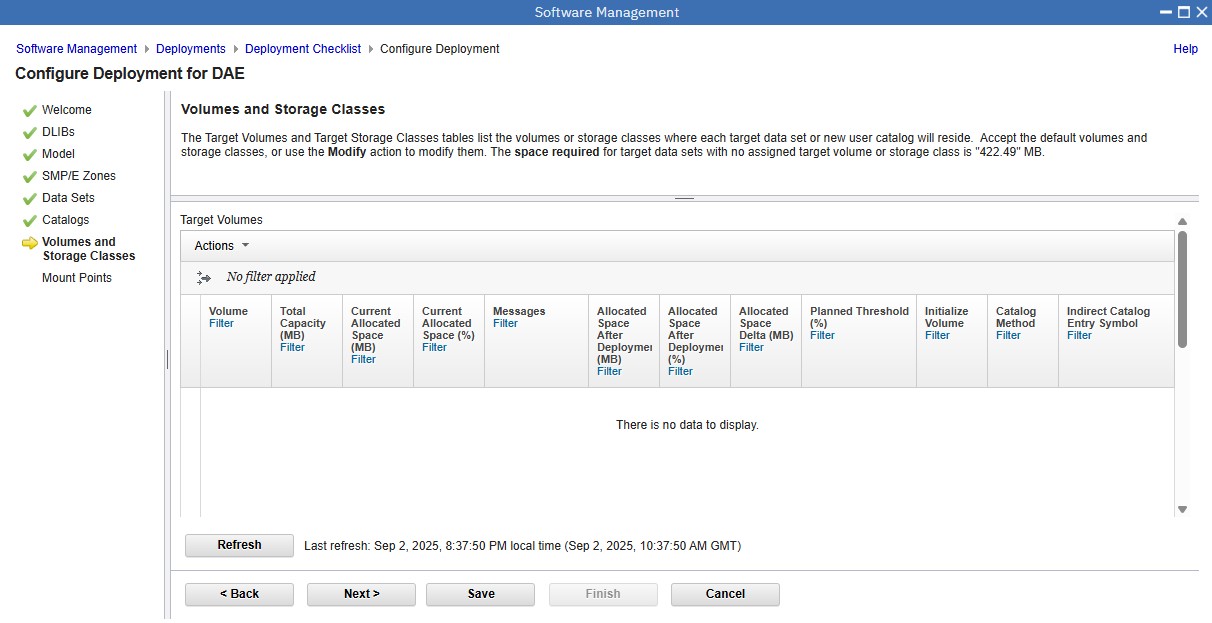 Software Management
Software Management Deployments Deployment Checklist Configure Deployment Help
Configure Deployment for DAE
Welcome
DLIBs
Model
SMP/E Zones
Data Sets
Catalogs
Volumes and
Storage Classes
Mount Points
Volumes and Storage Classes
The Target Volumes and Target Storage Classes tables list the volumes or storage classes where each target data set or new user catalog will reside. Accept the default volumes and
storage classes, or use the Modify action to modify them. The space required for target data sets with no assigned target volume or storage class is "422.49" MB.
Target Volumes
Actions
No filter applied
Volume
Filter
Total
Capacity
(MB)
Filter
Current
Allocated
Space
(MB)
Filter
Current
Allocated
Space (%)
Filter
Messages
Filter
Allocated
Space
After
Deploymen
(MB)
Filter
Allocated
Space
After
Deploymen
(%)
Filter
Allocated
Space
Delta (MB)
Filter
Planned Threshold
(%)
Filter
Initialize
Volume
Filter
Catalog
Method
Filter
Indirect Catalog
Entry Symbol
Filter
There is no data to display.
Refresh Last refresh: Sep 2, 2025, 8:37:50 PM local time (Sep 2, 2025, 10:37:50 AM GMT)
< Back Next > Save Finish Cancel